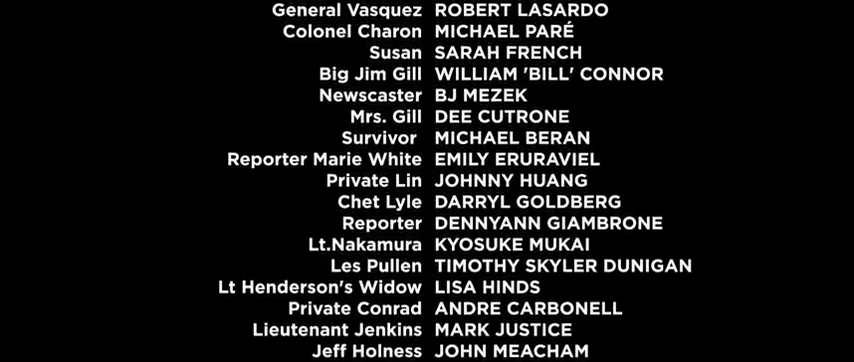 General Vasquez ROBERT LASARDO
Colonel Charon MICHAEL PARÉ
Susan SARAH FRENCH
Big Jim Gill WILLIAM 'BILL' CONNOR
Newscaster BJ MEZEK
Mrs. Gill DEE CUTRONE
Survivor MICHAEL BERAN
Reporter Marie White EMILY ERURAVIEL
Private Lin JOHNNY HUANG
Chet Lyle DARRYL GOLDBERG
Reporter DENNYANN GIAMBRONE
Lt.Nakamura KYOSUKE MUKAI
Les Pullen TIMOTHY SKYLER DUNIGAN
Lt Henderson's Widow LISA HINDS
Private Conrad ANDRE CARBONELL
Lieutenant Jenkins MARK JUSTICE
Jeff Holness JOHN MEACHAM